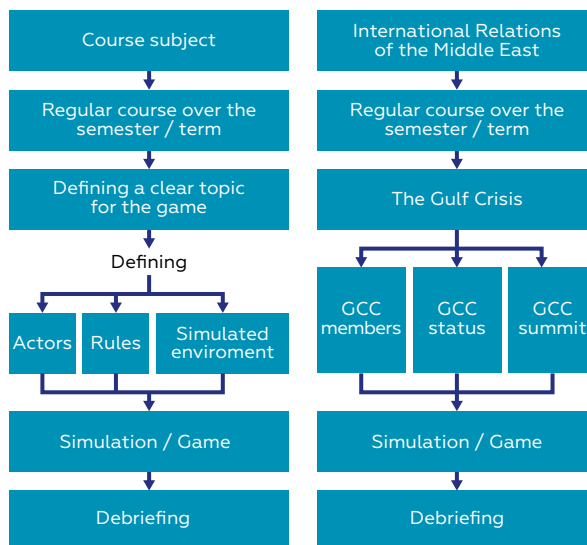 Course subject
Regular course over the
semester / term
Defining a clear topic
for the game
Defining
Actors
Rules
Simulated
enviroment
Simulation / Game
Debriefing
International Relations
of the Middle East
Regular course over the
semester / term
The Gulf Crisis
GCC
members
GCC
status
GCC
summit
Simulation / Game
Debriefing